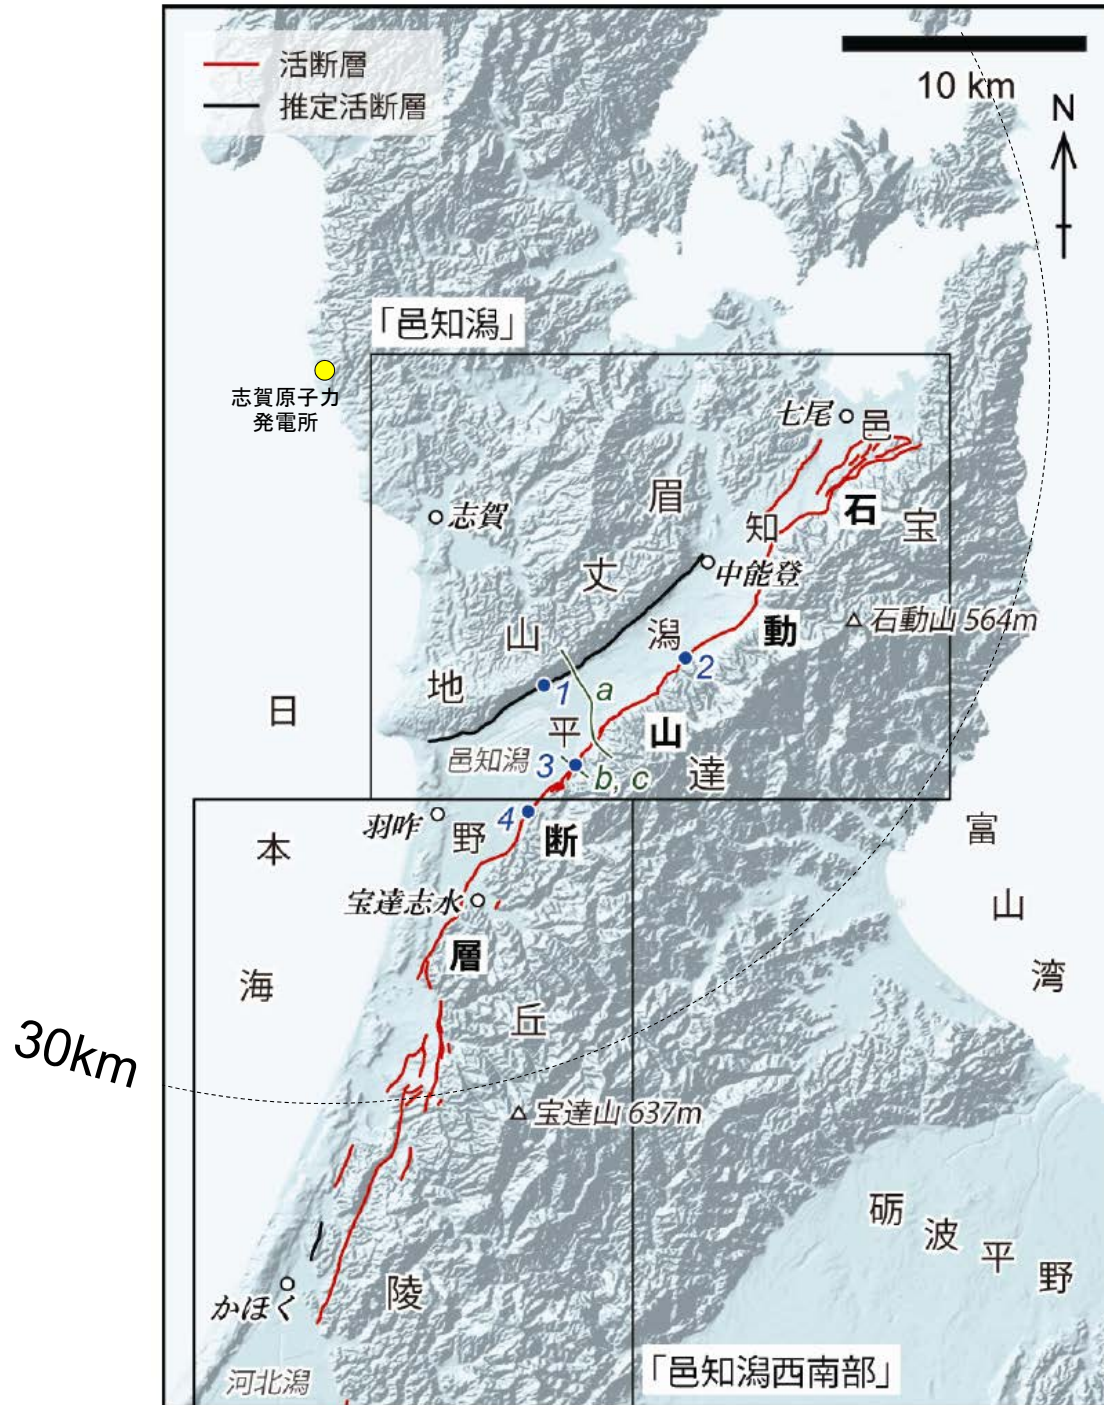 活断層
推定活断層
10 km
N
「邑知潟」
志賀原子力
発電所
七尾
邑
石
宝
眉
知
志賀
中能登
丈
動
石動山 564m
山
潟
2
地
1
a
日
平
山
邑知潟
3
b, c
達
4
羽咋
野
断
本
富
宝達志水
山
層
海
湾
丘
30km
宝達山 637m
砺
波
平
野
かほく
陵
河北潟
「邑知潟西南部」